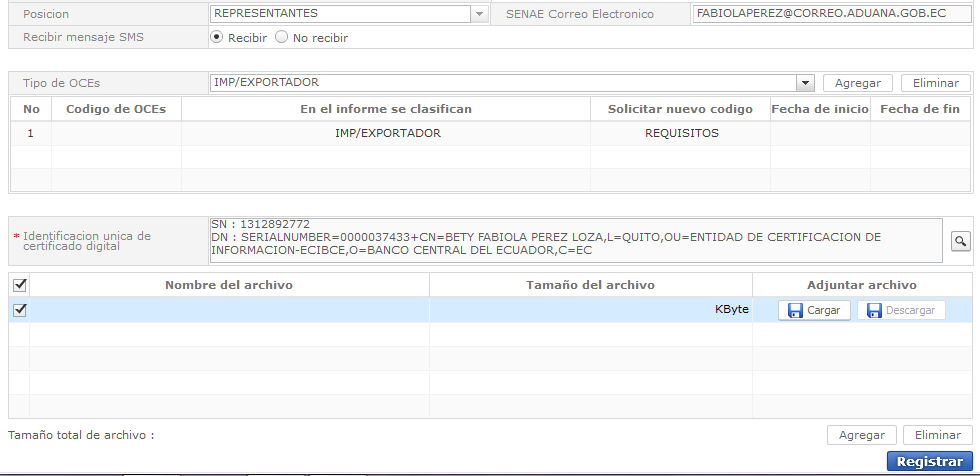 Posicion REPRESENTANTES SENAE Correo Electronico FABIOLAPEREZ@CORREO.ADUANA.GOB.EC
Recibir mensaje SMS Recibir No recibir
Tipo de OCEs IMP/EXPORTADOR Agregar Eliminar
No Codigo de OCEs En el informe se clasifican Solicitar nuevo codigo Fecha de inicio Fecha de fin
1 IMP/EXPORTADOR REQUISITOS
* Identificacion unica de
certificado digital
SN : 1312892772
DN : SERIALNUMBER=0000037433+CN=BETY FABIOLA PEREZ LOZA,L=QUITO,OU=ENTIDAD DE CERTIFICACION DE
INFORMACION-ECIBCE,O=BANCO CENTRAL DEL ECUADOR,C=EC
Nombre del archivo Tamaño del archivo Adjuntar archivo
KByte Cargar Descargar
Tamaño total de archivo : Agregar Eliminar
Registrar